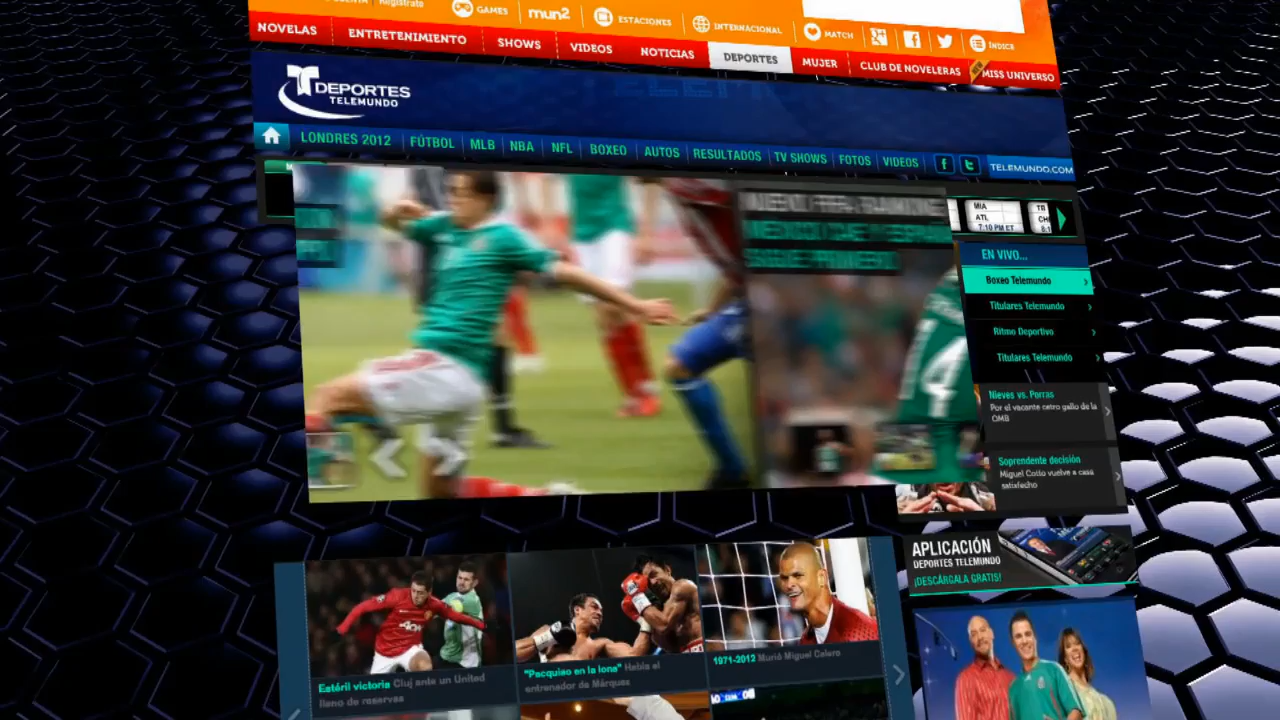 Regístrate
GAMES
mun2
ESTACIONES
INTERNACIONAL
MATCH
ÍNDICE
NOVELAS
ENTRETENIMIENTO
SHOWS
VIDEOS
NOTICIAS
DEPORTES
MUJER
CLUB DE NOVELERAS
MISS UNIVERSO
T DEPORTES
TELEMUNDO
LONDRES 2012
FÚTBOL
MLB
NBA
NFL
BOXEO
AUTOS
RESULTADOS
TV SHOWS
FOTOS
VIDEOS
TELEMUNDO.COM
MIA
ATL
7:10 PM ET
EN VIVO...
Boxeo Telemundo
Titulares Telemundo
Ritmo Deportivo
Titulares Telemundo
4
Nieves vs. Porras
Por el vacante cetro gallo de la
OMB
Soprendente decisión
Miguel Cotto vuelve a casa
satisfecho
APLICACIÓN
DEPORTES TELEMUNDO
¡DESCÁRGALA GRATIS!
AON
Estéril victoria Cluj ante un United
lleno de reservas
"Pacquiao en la lona" Habla el
entrenador de Márquez
1971-2012 Murió Miguel Calero